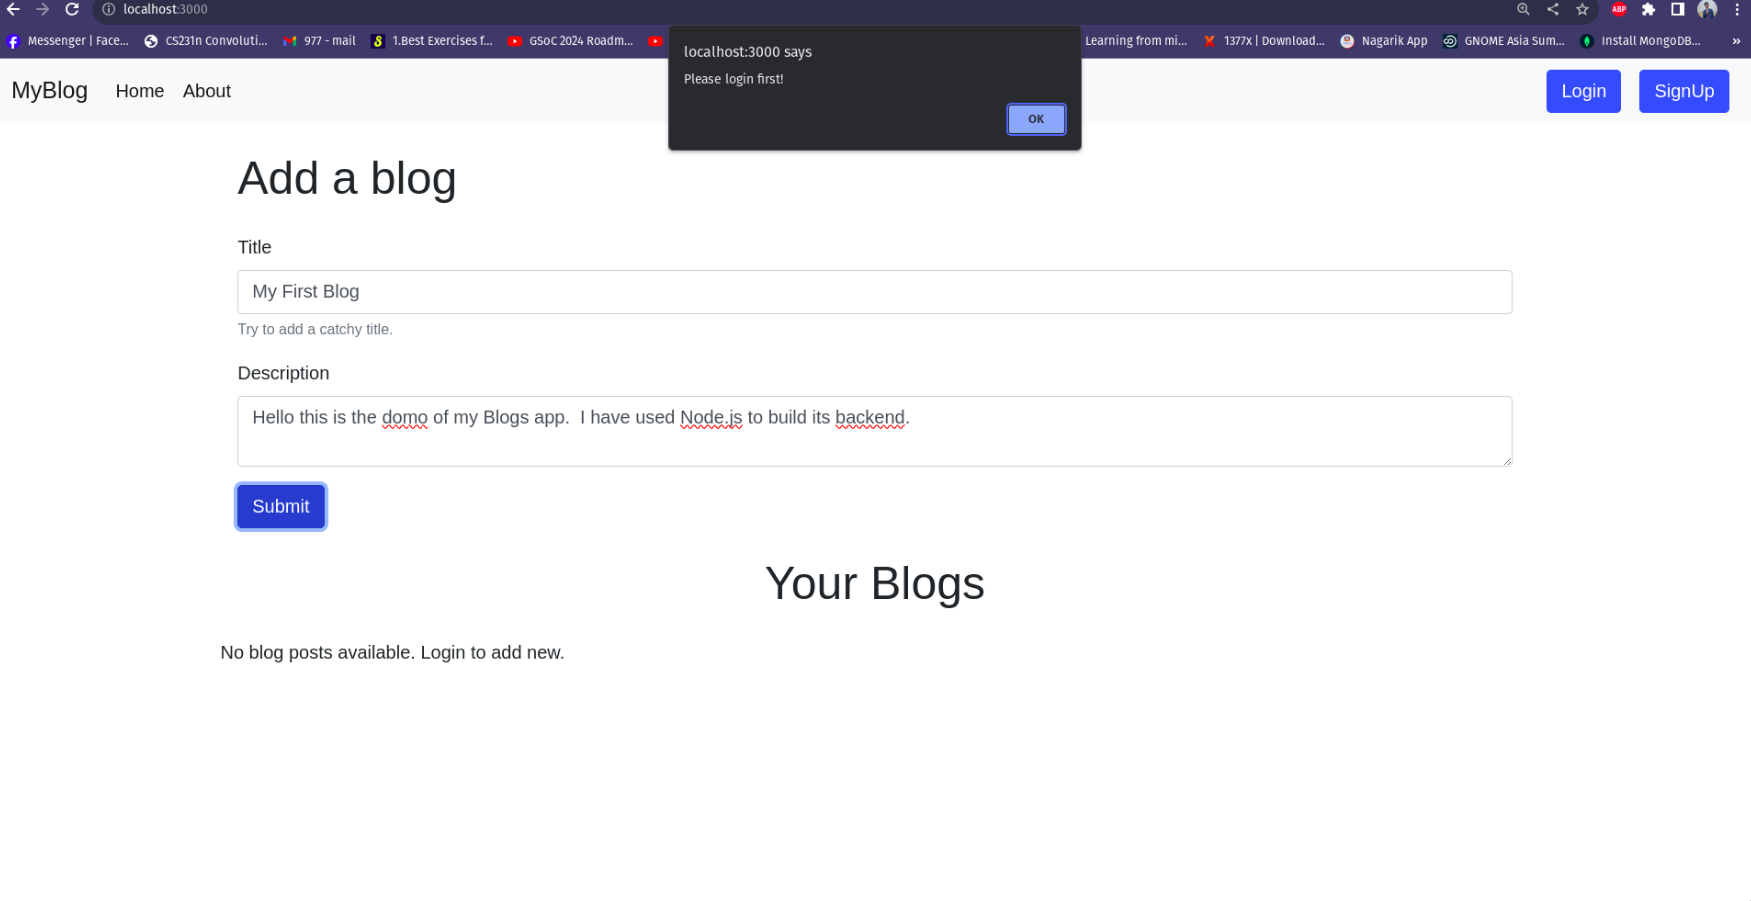 localhost:3000
Messenger | Face... CS231n Convoluti... 977 - mail 1.Best Exercises f... GSoC 2024 Roadm... Learning from mi... 1377x | Download... Nagarik App GNOME Asia Sum... Install MongoDB... »
ABP
localhost:3000 says
Please login first!
OK
MyBlog Home About Login SignUp
Add a blog
Title
My First Blog
Try to add a catchy title.
Description
Hello this is the domo of my Blogs app.  I have used Node.js to build its backend.
Submit
Your Blogs
No blog posts available. Login to add new.